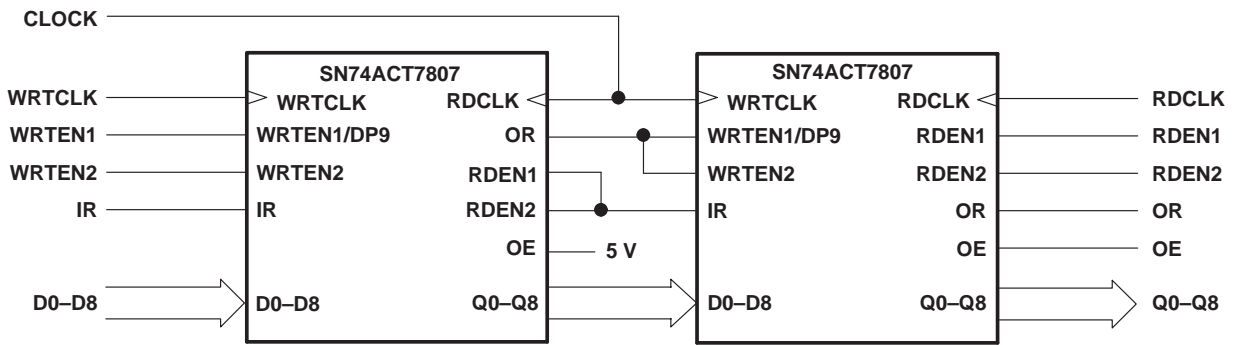 CLOCK
SN74ACT7807 SN74ACT7807
WRTCLK WRTCLK RDCLK WRTCLK RDCLK RDCLK
WRTEN1 WRTEN1/DP9 OR WRTEN1/DP9 RDEN1 RDEN1
WRTEN2 WRTEN2 RDEN1 WRTEN2 RDEN2 RDEN2
IR IR RDEN2 IR OR OR
OE 5 V OE OE
D0–D8 D0–D8 Q0–Q8 D0–D8 Q0–Q8 Q0–Q8